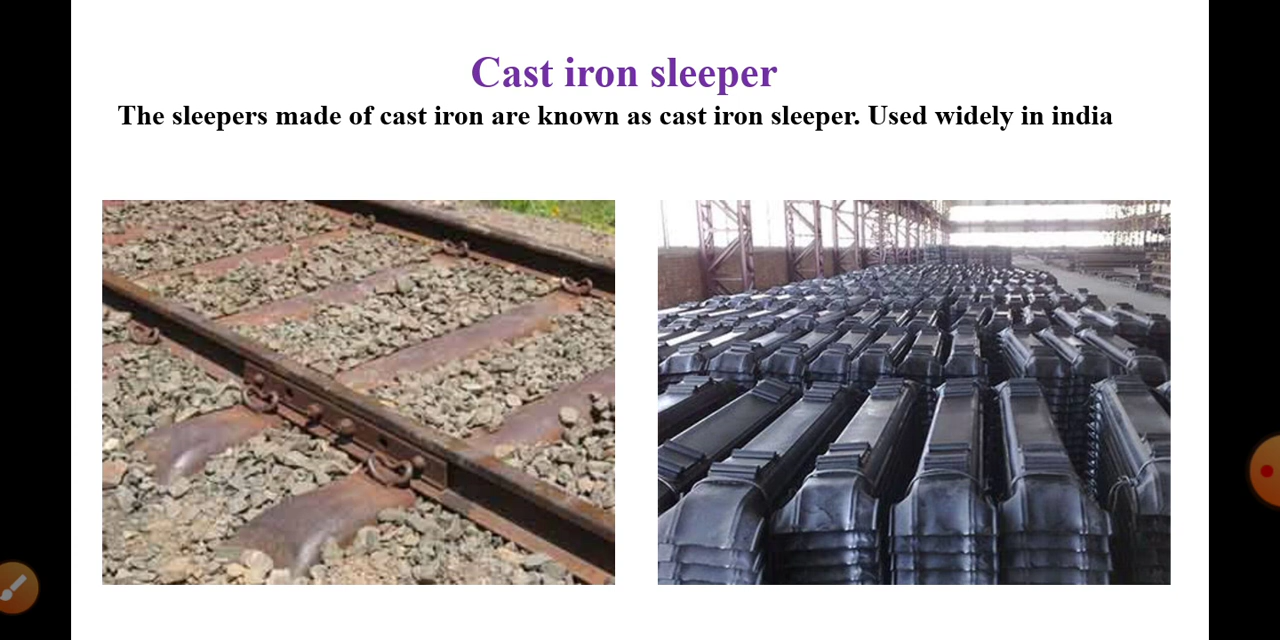 Cast iron sleeper
The sleepers made of cast iron are known as cast iron sleeper. Used widely in india